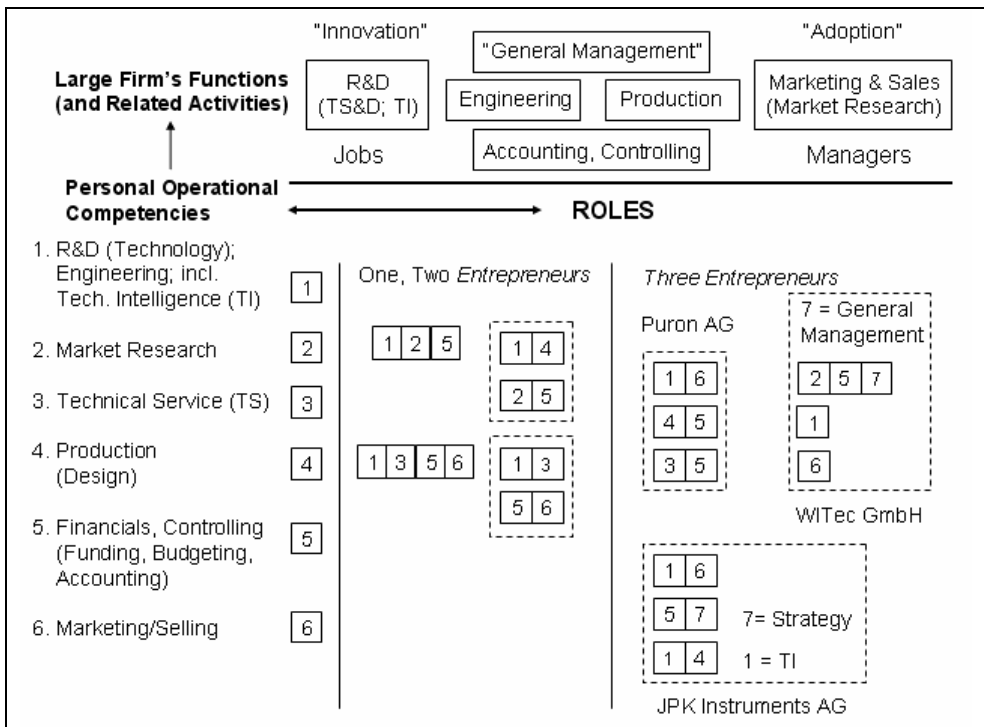 "Innovation"
"General Management"
"Adoption"
Large Firm's Functions
(and Related Activities)
R&D
(TS&D; TI)
Engineering
Production
Marketing & Sales
(Market Research)
Jobs
Accounting, Controlling
Managers
Personal Operational
Competencies
ROLES
1. R&D (Technology);
Engineering; incl.
Tech. Intelligence (TI)
1
2. Market Research
2
3. Technical Service (TS)
3
4. Production
(Design)
4
5. Financials, Controlling
(Funding, Budgeting,
Accounting)
5
6. Marketing/Selling
6
One, Two Entrepreneurs
1 2 5
1 4
2 5
1 3 5 6
1 3
5 6
Three Entrepreneurs
Puron AG
1 6
4 5
3 5
7 = General
Management
2 5 7
1
6
WITec GmbH
1 6
5 7
7= Strategy
1 4
1 = TI
JPK Instruments AG